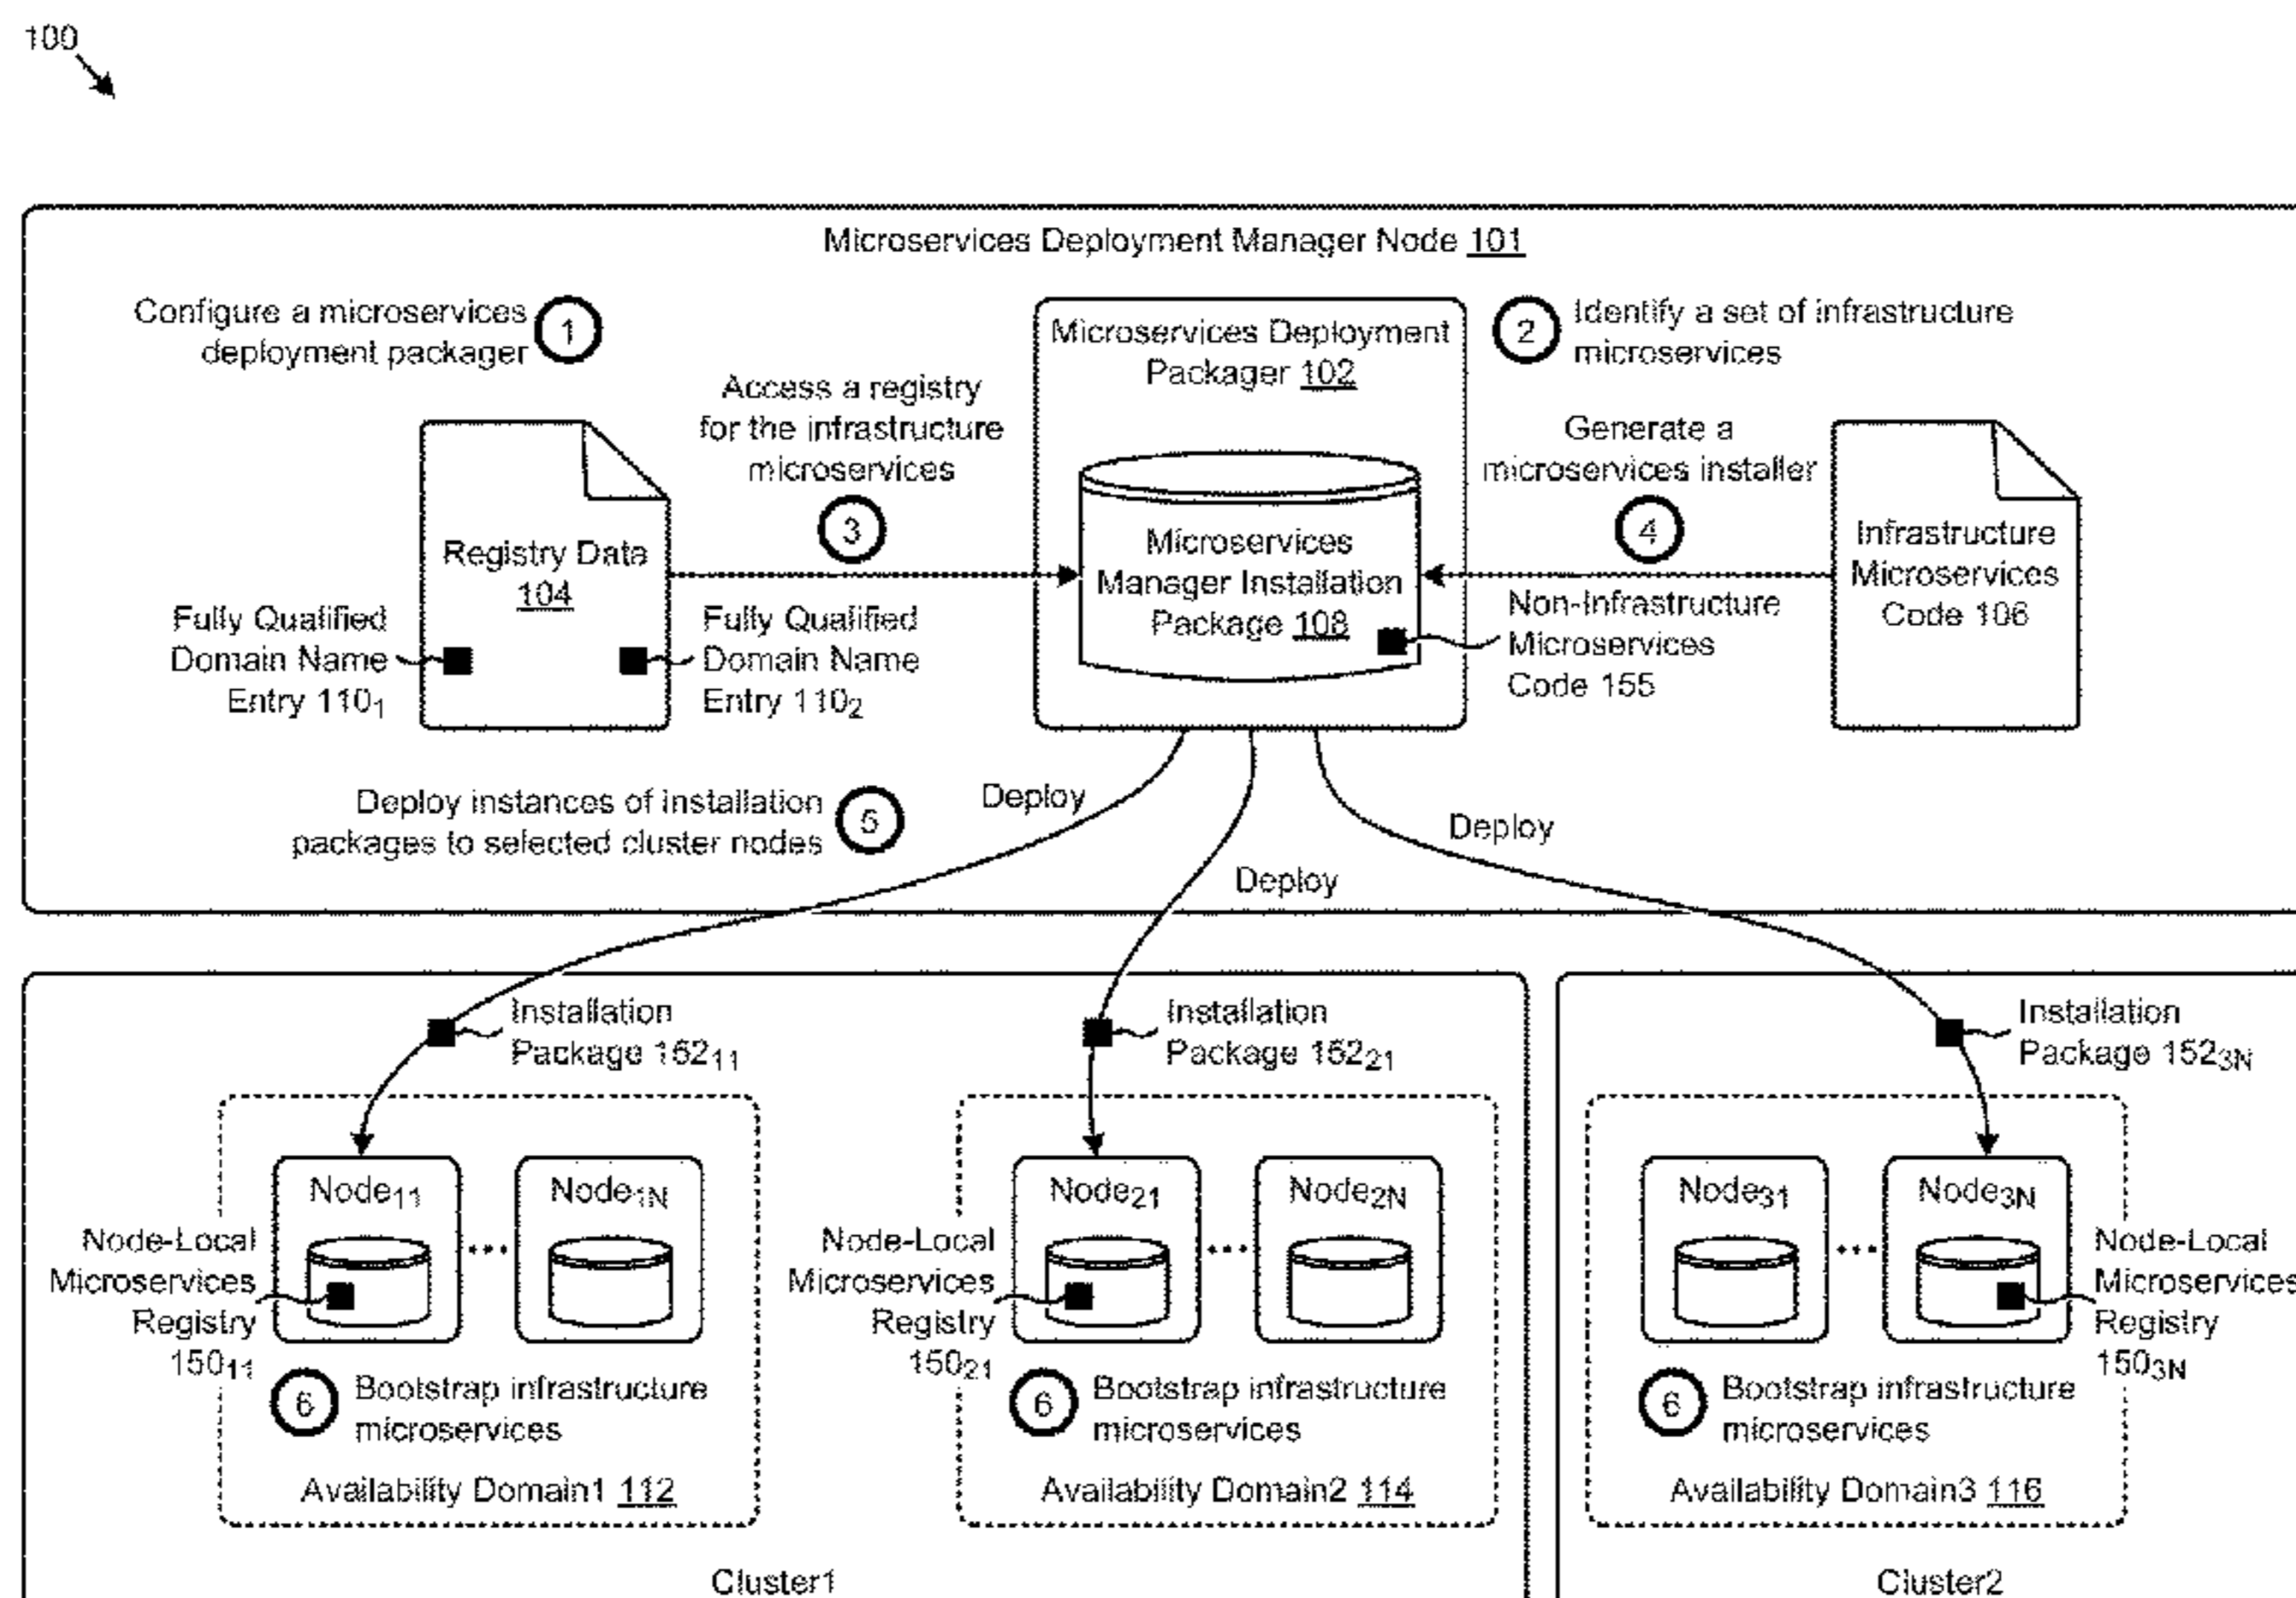 100
Microservices Deployment Manager Node 101
Configure a microservices
deployment packager
1
Microservices Deployment
Packager 102
2
Identify a set of infrastructure
microservices
Access a registry
for the infrastructure
microservices
3
Generate a
microservices installer
4
Registry Data
104
Fully Qualified
Domain Name
Entry 110₁
Fully Qualified
Domain Name
Entry 110₂
Microservices
Manager Installation
Package 108
Non-Infrastructure
Microservices
Code 155
Infrastructure
Microservices
Code 106
Deploy instances of installation
packages to selected cluster nodes
5
Deploy
Deploy
Deploy
Installation
Package 152₁₁
Installation
Package 152₂₁
Installation
Package 152₃N
Node₁₁
Node₁N
Node-Local
Microservices
Registry
150₁₁
...
6
Bootstrap infrastructure
microservices
Availability Domain1 112
Node₂₁
Node₂N
Node-Local
Microservices
Registry
150₂₁
...
6
Bootstrap infrastructure
microservices
Availability Domain2 114
Cluster1
Node₃₁
Node₃N
...
Node-Local
Microservices
Registry
150₃N
6
Bootstrap infrastructure
microservices
Availability Domain3 116
Cluster2